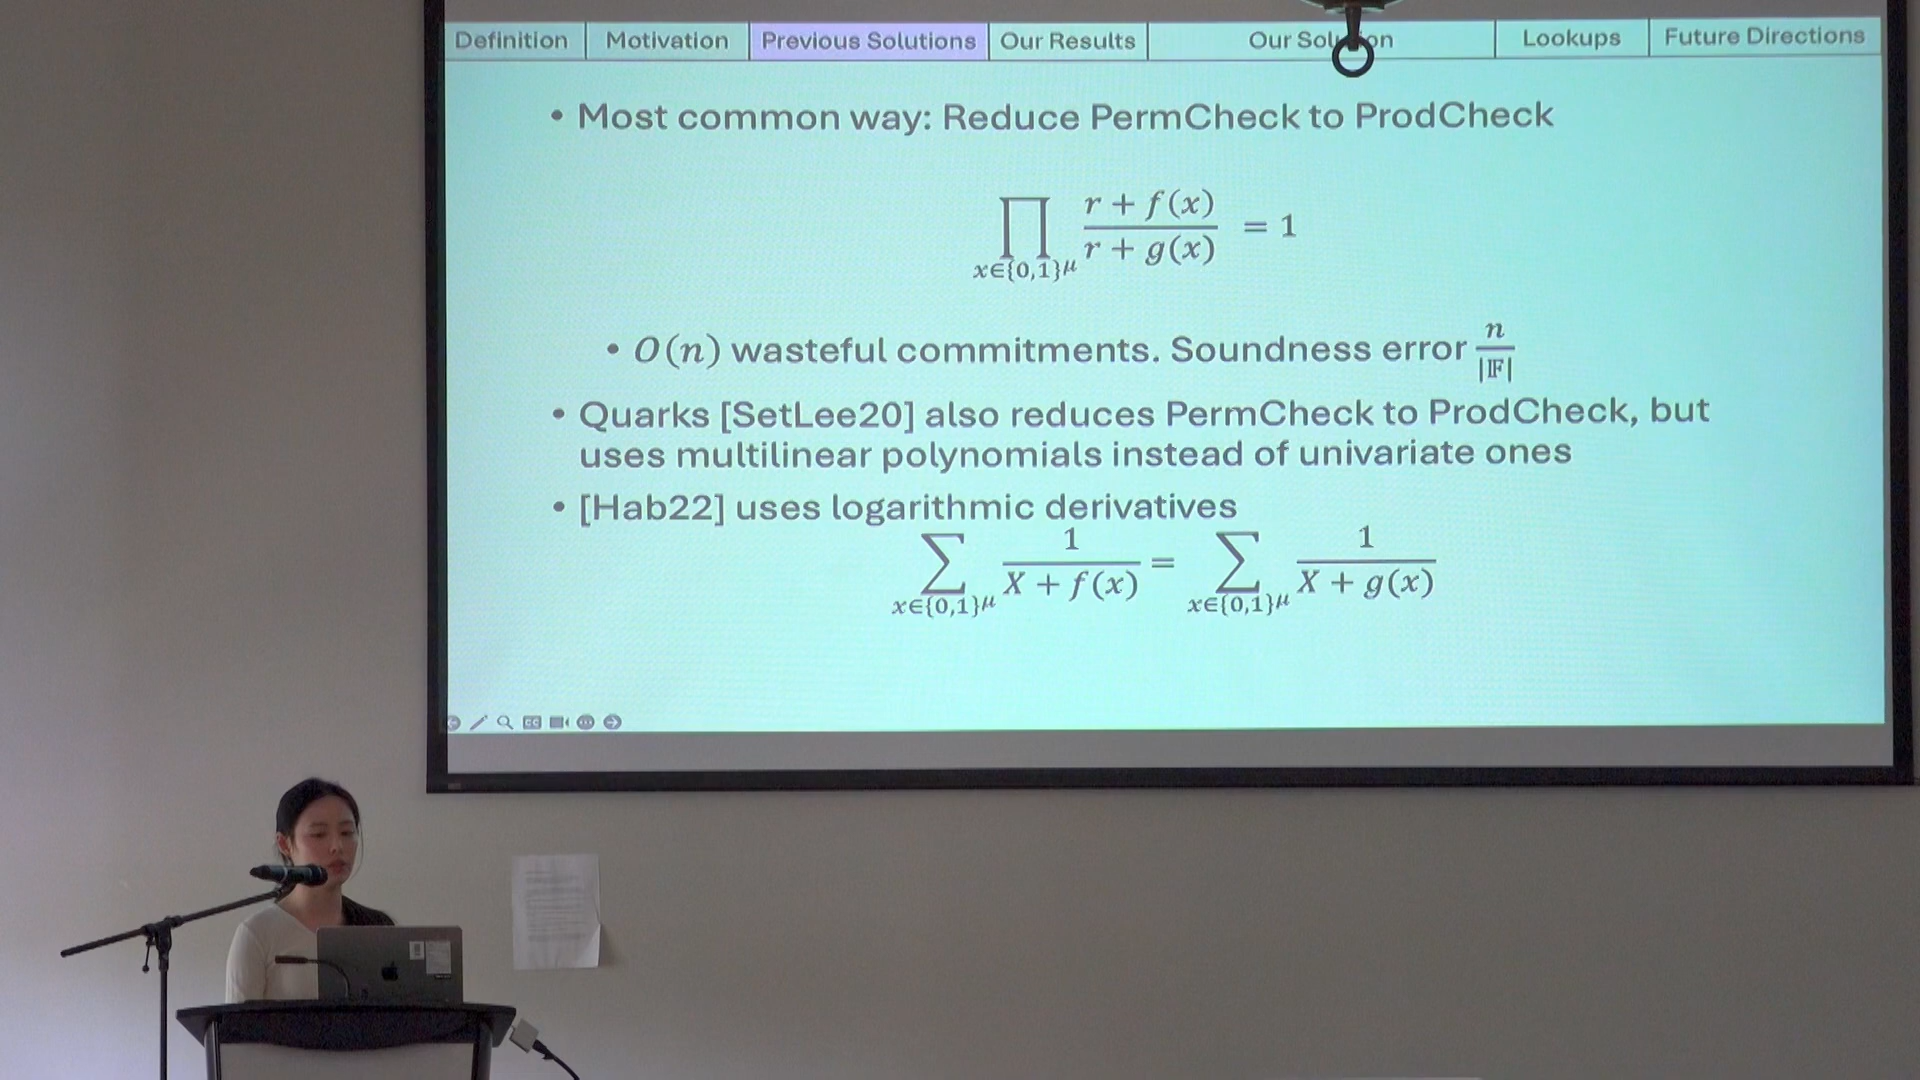 Definition Motivation Previous Solutions Our Results Our Solution Lookups Future Directions
• Most common way: Reduce PermCheck to ProdCheck
∏_{x∈{0,1}^μ} (r + f(x))/(r + g(x)) = 1
• O(n) wasteful commitments. Soundness error n/|𝔽|
• Quarks [SetLee20] also reduces PermCheck to ProdCheck, but
uses multilinear polynomials instead of univariate ones
• [Hab22] uses logarithmic derivatives
∑_{x∈{0,1}^μ} 1/(X + f(x)) = ∑_{x∈{0,1}^μ} 1/(X + g(x))